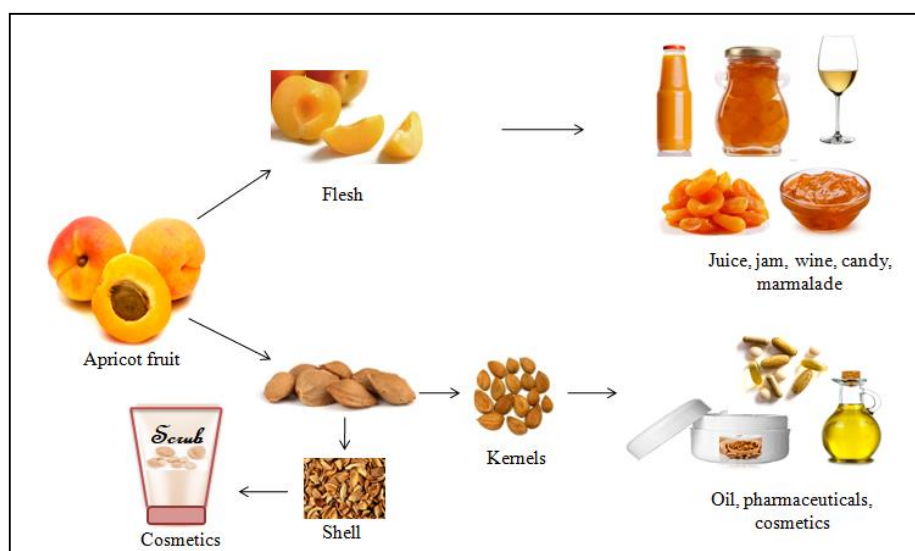 Flesh
Juice, jam, wine, candy,
marmalade
Apricot fruit
Scrub
Kernels
Shell
Cosmetics
Oil, pharmaceuticals,
cosmetics